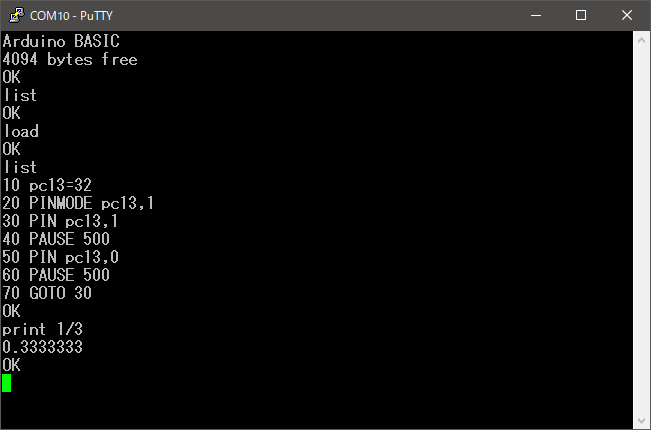 COM10 - PuTTY
Arduino BASIC
4094 bytes free
OK
list
OK
load
OK
list
10 pc13=32
20 PINMODE pc13,1
30 PIN pc13,1
40 PAUSE 500
50 PIN pc13,0
60 PAUSE 500
70 GOTO 30
OK
print 1/3
0.3333333
OK